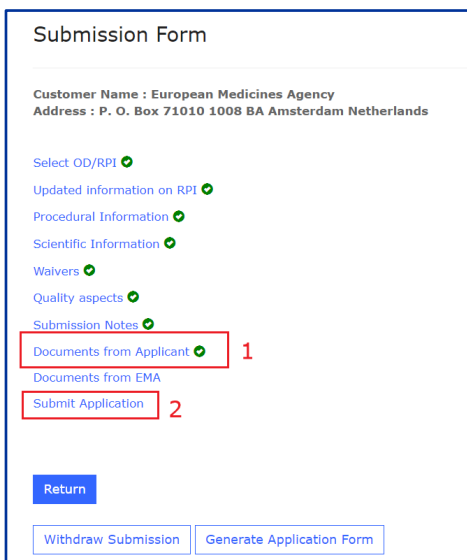 Submission Form
Customer Name : European Medicines Agency
Address : P. O. Box 71010 1008 BA Amsterdam Netherlands
Select OD/RPI
Updated information on RPI
Procedural Information
Scientific Information
Waivers
Quality aspects
Submission Notes
Documents from Applicant 1
Documents from EMA
Submit Application 2
Return
Withdraw Submission Generate Application Form